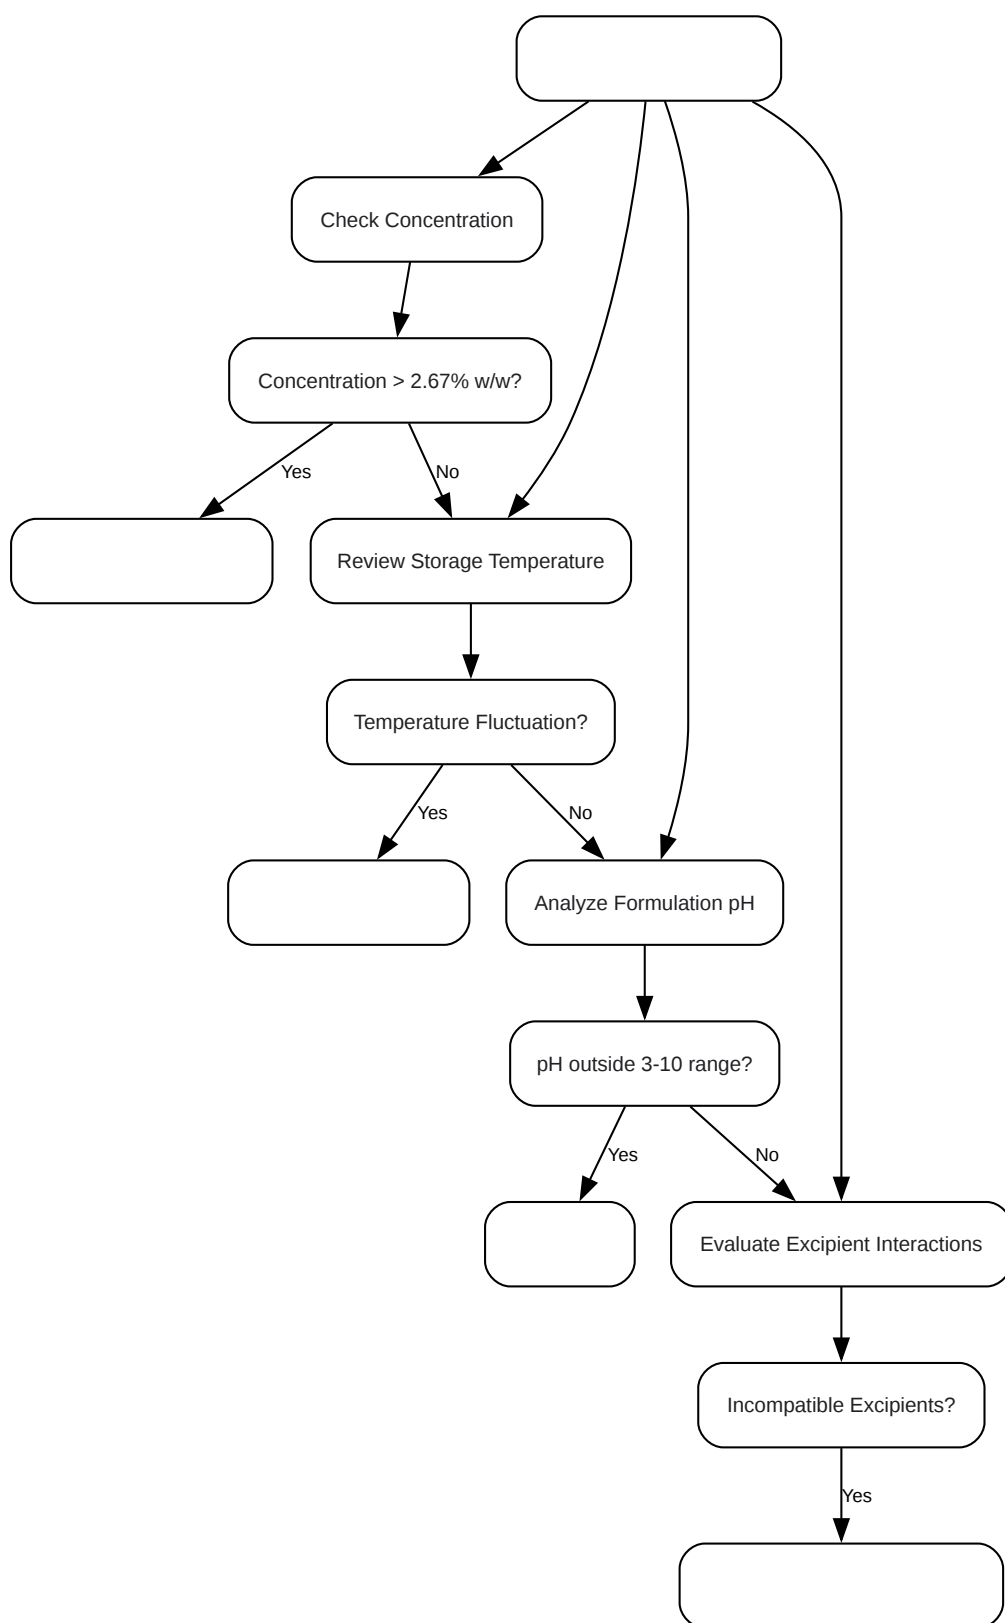 Check Concentration
Concentration > 2.67% w/w?
Yes
No
Review Storage Temperature
Temperature Fluctuation?
Yes
No
Analyze Formulation pH
pH outside 3-10 range?
Yes
No
Evaluate Excipient Interactions
Incompatible Excipients?
Yes